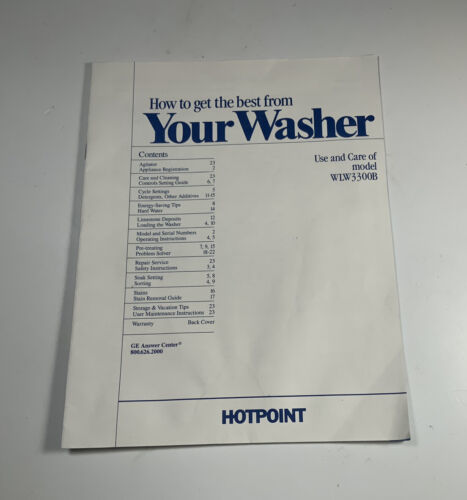 How to get the best from
Your Washer
Contents
Agitator 23
Appliance Registration 2
Care and Cleaning 23
Controls Setting Guide 6, 7
Cycle Settings 5
Detergents, Other Additives 11-15
Energy-Saving Tips 8
Hard Water 14
Limestone Deposits 12
Loading the Washer 4, 10
Model and Serial Numbers 2
Operating Instructions 4, 5
Pre-treating 7, 9, 15
Problem Solver 18-22
Repair Service 23
Safety Instructions 3, 4
Soak Setting 5, 8
Sorting 4, 9
Stains 16
Stain Removal Guide 17
Storage & Vacation Tips 23
User Maintenance Instructions 23
Warranty Back Cover
GE Answer Center®
800.626.2000
Use and Care of
model
WLW3300B
HOTPOINT